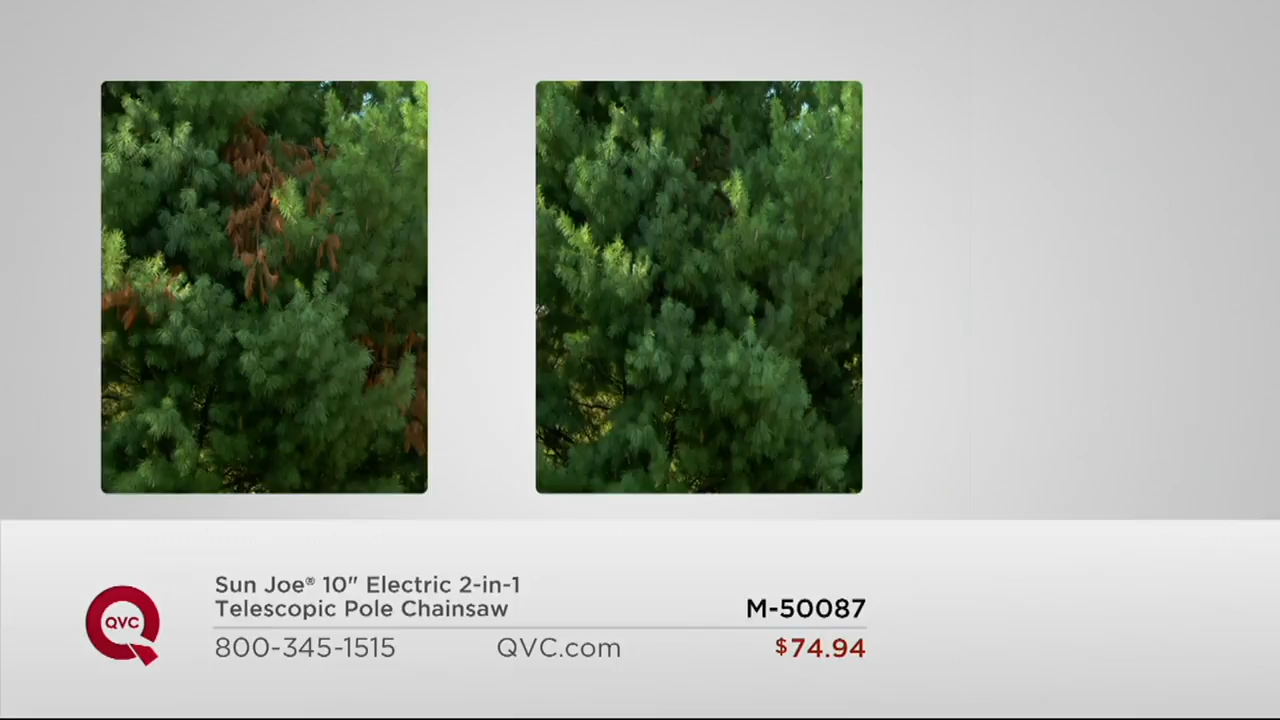 QVC
Sun Joe® 10" Electric 2-in-1
Telescopic Pole Chainsaw
M-50087
800-345-1515
QVC.com
$74.94